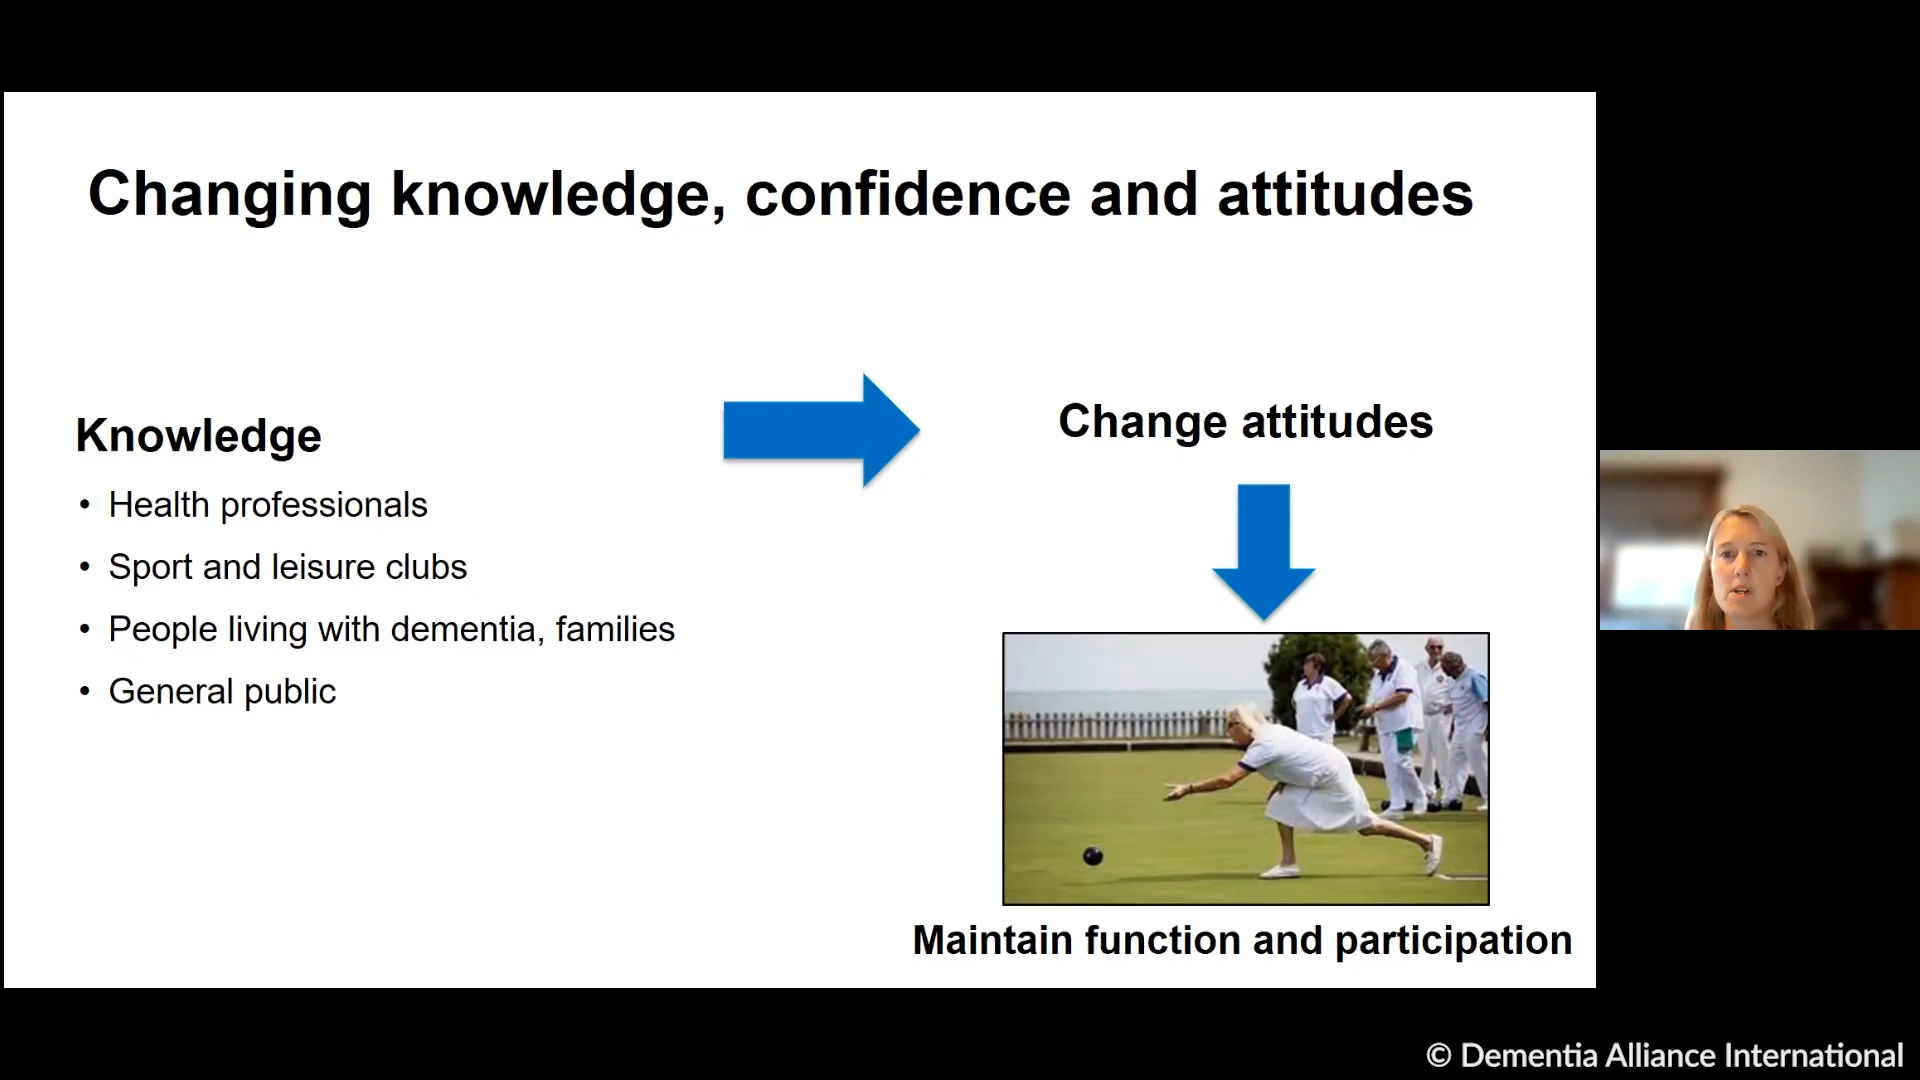 Changing knowledge, confidence and attitudes
Knowledge
• Health professionals
• Sport and leisure clubs
• People living with dementia, families
• General public
Change attitudes
Maintain function and participation
© Dementia Alliance International